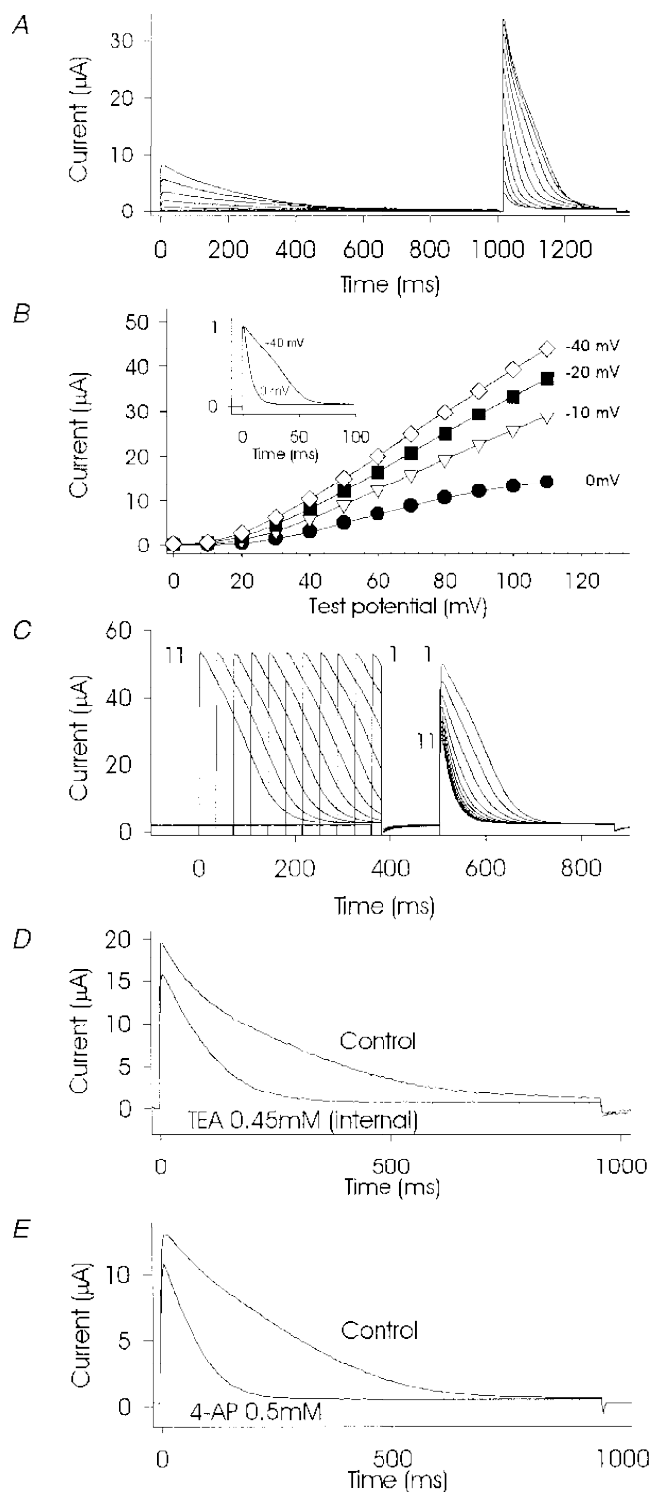 A
Current (µA)
30
20
10
0
0 200 400 600 800 1000 1200
Time (ms)
B
Current (µA)
50
40
30
20
10
0
1
0
-40 mV
0 mV
0 50 100
Time (ms)
-40 mV
-20 mV
-10 mV
0mV
0 20 40 60 80 100 120
Test potential (mV)
C
Current (µA)
60
40
20
0
11 1 1
11
0 200 400 600 800
Time (ms)
D
Current (µA)
20
15
10
5
0
Control
TEA 0.45mM (internal)
0 500 1000
Time (ms)
E
Current (µA)
10
5
0
Control
4-AP 0.5mM
0 500 1000
Time (ms)